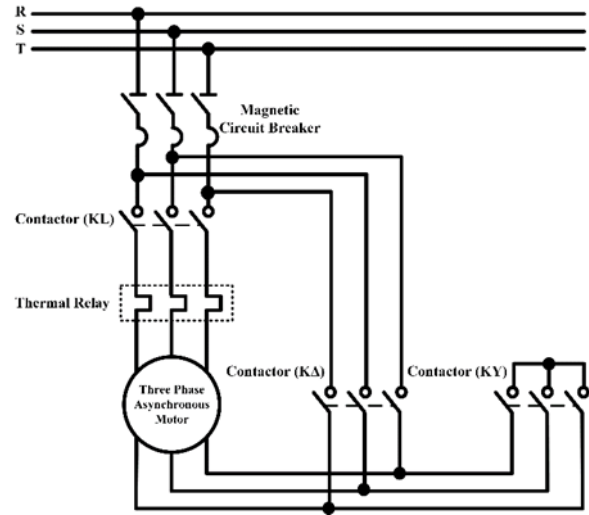 R
S
T
Magnetic
Circuit Breaker
Contactor (KL)
Thermal Relay
Contactor (KΔ)
Contactor (KY)
Three Phase
Asynchronous
Motor